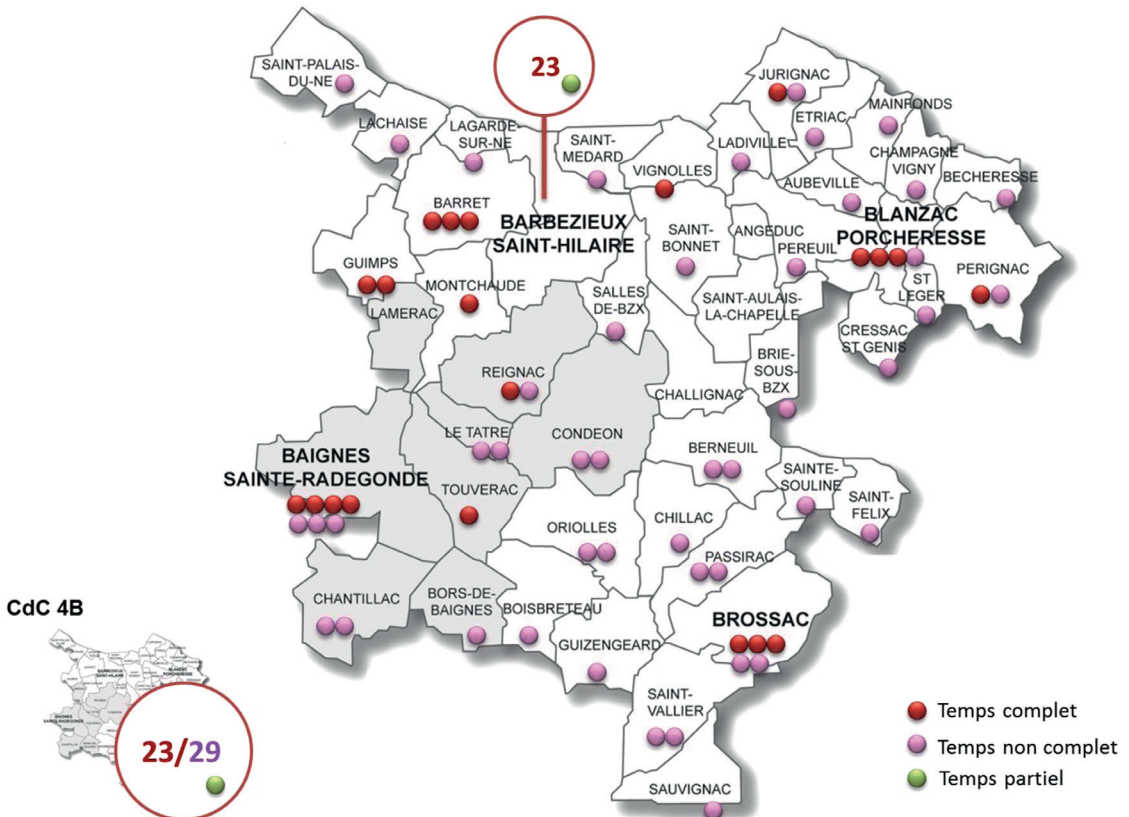 23
SAINT-PALAIS-
DU-NE
JURIGNAC
MAINFONDS
LACHAISE
LAGARDE-
SUR-NE
ETRIAC
SAINT-
MEDARD
LADIVILLE
CHAMPAGNE
VIGNY
VIGNOLLES
BECHERESSE
AUBEVILLE
BARRET
BARBEZIEUX
SAINT-HILAIRE
BLANZAC
PORCHERESSE
SAINT-
BONNET
ANGEDUC
PEREUIL
GUIMPS
MONTCHAUDE
SALLES
DE-BZX
PERIGNAC
ST
LEGER
SAINT-AULAIS-
LA-CHAPELLE
LAMERAC
CRESSAC
ST GENIS
BRIE-
SOUS-
BZX
REIGNAC
CHALLIGNAC
LE TATRE
CONDEON
BERNEUIL
BAIGNES
SAINTE-RADEGONDE
SAINTE-
SOULINE
TOUVERAC
SAINT-
FELIX
ORIOLLES
CHILLAC
PASSIRAC
CHANTILLAC
BORS-DE-
BAIGNES
BOISBRETEAU
BROSSAC
GUIZENGEARD
SAINT-
VALLIER
SAUVIGNAC
CdC 4B
23/29
Temps complet
Temps non complet
Temps partiel